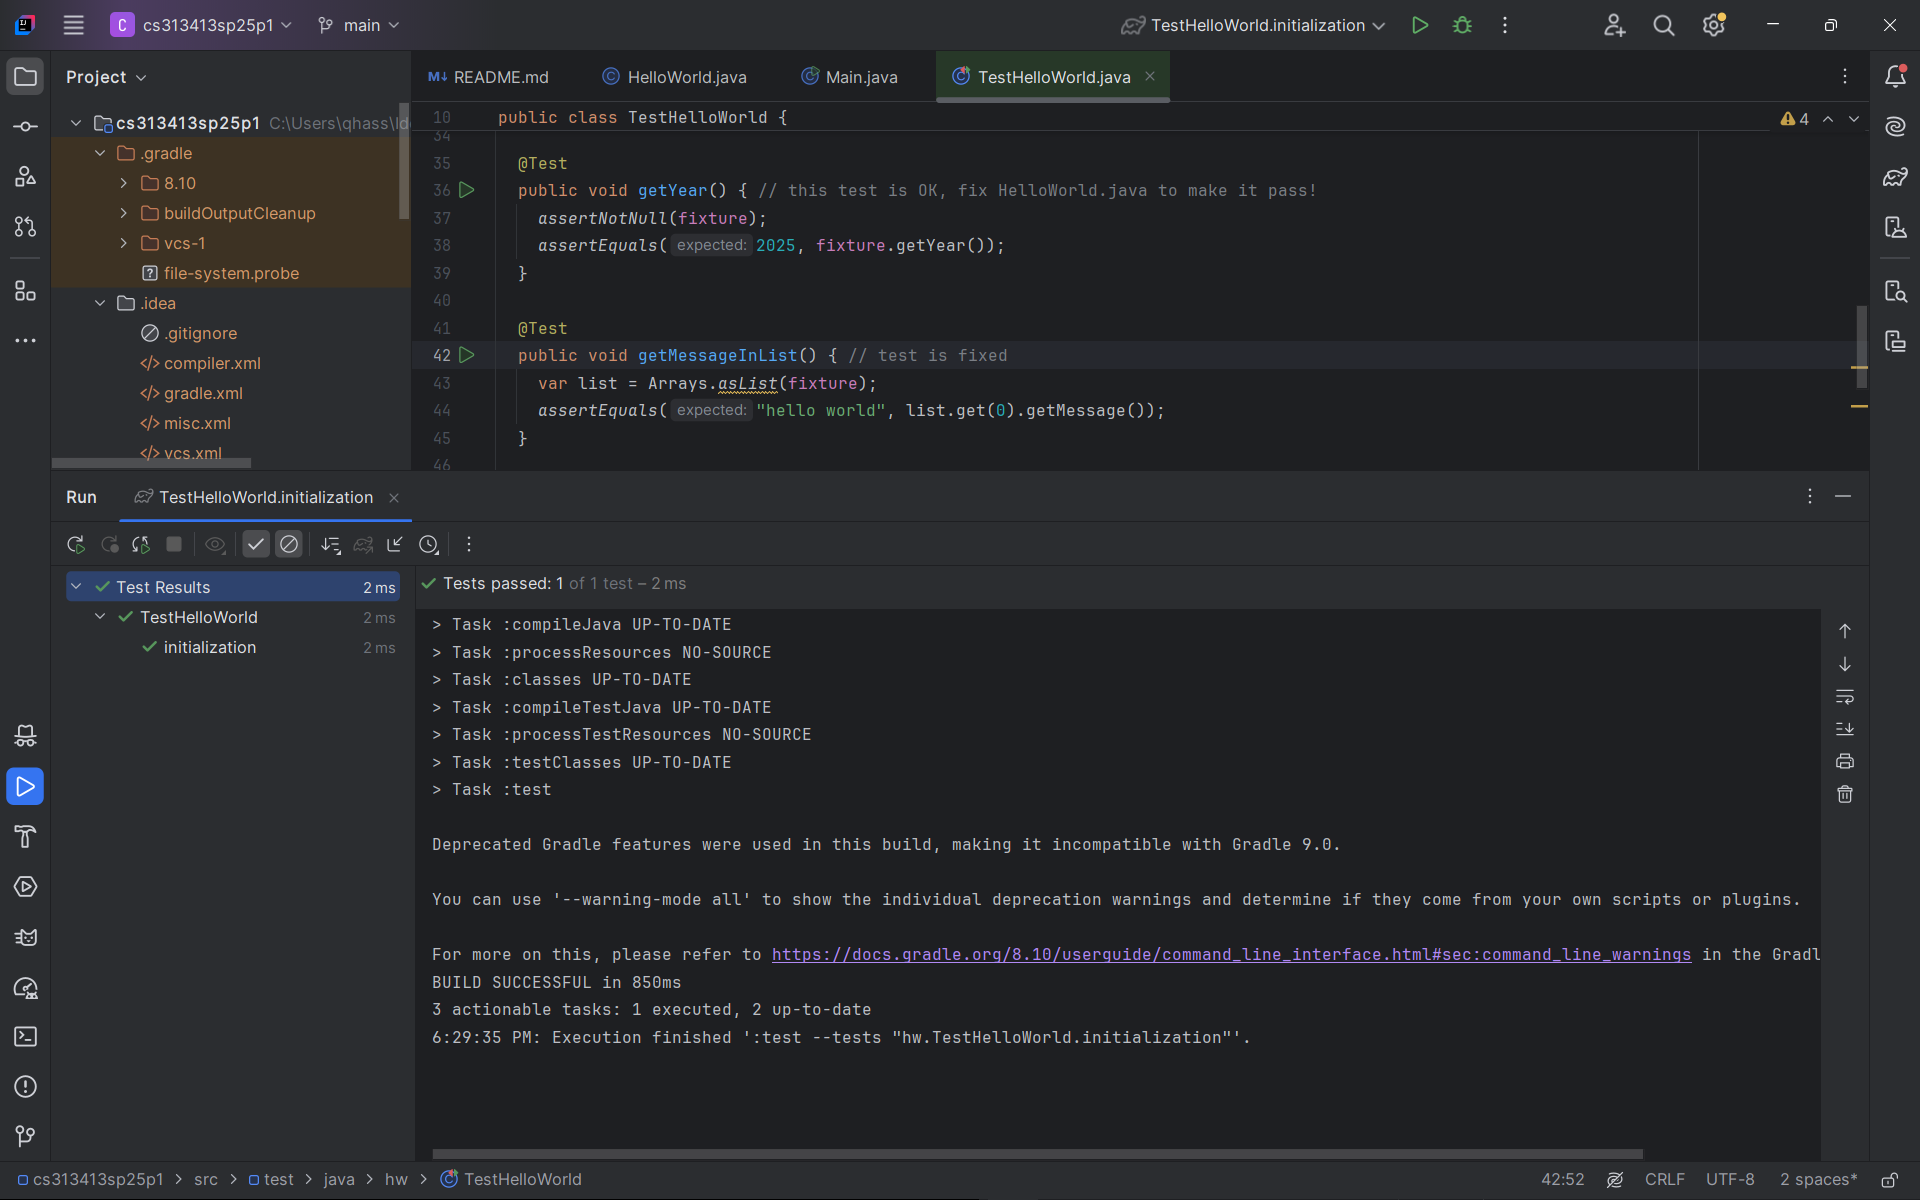 C cs313413sp25p1 main TestHelloWorld.initialization
Project
cs313413sp25p1 C:\Users\qhass\Id
.gradle
8.10
buildOutputCleanup
vcs-1
file-system.probe
.idea
.gitignore
compiler.xml
gradle.xml
misc.xml
vcs.xml
README.md HelloWorld.java Main.java TestHelloWorld.java
10 public class TestHelloWorld { 4
34
35 @Test
36 public void getYear() { // this test is OK, fix HelloWorld.java to make it pass!
37 assertNotNull(fixture);
38 assertEquals( expected: 2025, fixture.getYear());
39 }
40
41 @Test
42 public void getMessageInList() { // test is fixed
43 var list = Arrays.asList(fixture);
44 assertEquals( expected: "hello world", list.get(0).getMessage());
45 }
46
Run TestHelloWorld.initialization
Test Results 2 ms
TestHelloWorld 2 ms
initialization 2 ms
Tests passed: 1 of 1 test – 2 ms
> Task :compileJava UP-TO-DATE
> Task :processResources NO-SOURCE
> Task :classes UP-TO-DATE
> Task :compileTestJava UP-TO-DATE
> Task :processTestResources NO-SOURCE
> Task :testClasses UP-TO-DATE
> Task :test
Deprecated Gradle features were used in this build, making it incompatible with Gradle 9.0.
You can use '--warning-mode all' to show the individual deprecation warnings and determine if they come from your own scripts or plugins.
For more on this, please refer to https://docs.gradle.org/8.10/userguide/command_line_interface.html#sec:command_line_warnings in the Gradl
BUILD SUCCESSFUL in 850ms
3 actionable tasks: 1 executed, 2 up-to-date
6:29:35 PM: Execution finished ':test --tests "hw.TestHelloWorld.initialization"'.
cs313413sp25p1 > src > test > java > hw > TestHelloWorld 42:52 CRLF UTF-8 2 spaces*